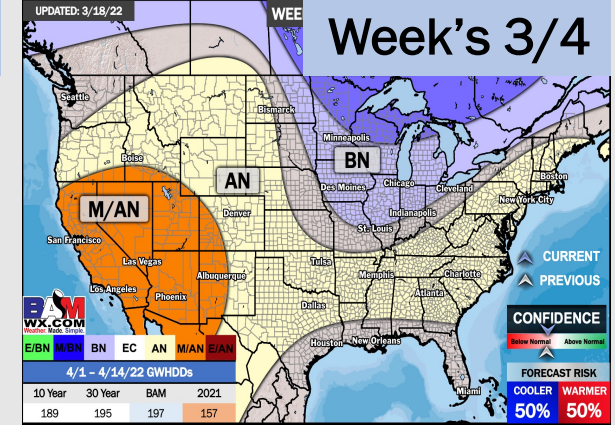 UPDATED: 3/18/22
WEE
Week's 3/4
Seattle
Bismarck
Minneapolis
Boise
BN
AN
Des Moines
Chicago
Cleveland
Boston
New York City
M/AN
Denver
Indianapolis
St. Louis
San Francisco
Las Vegas
Tulsa
Albuquerque
Memphis
Charlotte
Los Angeles
Phoenix
Atlanta
Dallas
Houston
New Orleans
Miami
CURRENT
PREVIOUS
BAM
WX.COM
Weather. Made. Simple.
E/BN M/BN BN EC AN M/AN E/AN
4/1 – 4/14/22 GWHDDs
10 Year 30 Year BAM 2021
189 195 197 157
CONFIDENCE
Below Normal Above Normal
FORECAST RISK
COOLER WARMER
50% 50%